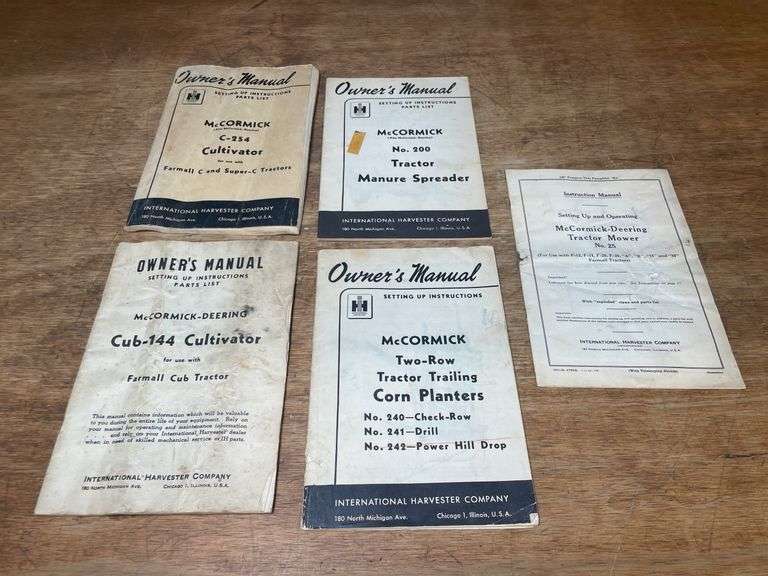 Owner's Manual
SETTING UP INSTRUCTIONS
PARTS LIST
IH
McCORMICK
C-254
Cultivator
for use with
Farmall C and Super-C Tractors
INTERNATIONAL HARVESTER COMPANY
180 North Michigan Ave. Chicago 1, Illinois, U.S.A.
Owner's Manual
SETTING UP INSTRUCTIONS
PARTS LIST
IH
McCORMICK
No. 200
Tractor
Manure Spreader
INTERNATIONAL HARVESTER COMPANY
180 North Michigan Ave. Chicago 1, Illinois, U.S.A.
Instruction Manual
Setting Up and Operating
McCormick-Deering
Tractor Mower
No. 25
Farmall Tractors)
INTERNATIONAL HARVESTER COMPANY
OWNER'S MANUAL
SETTING UP INSTRUCTIONS
PARTS LIST
McCORMICK-DEERING
Cub-144 Cultivator
for use with
Farmall Cub Tractor
This manual contains information which will be valuable
to you during the entire life of your equipment. Rely on
your manual for operating and maintenance information
. . . . and rely on your International Harvester dealer
when in need of skilled mechanical service or IH parts.
INTERNATIONAL HARVESTER COMPANY
180 NORTH MICHIGAN AVE. CHICAGO 1, ILLINOIS, U.S.A.
Owner's Manual
SETTING UP INSTRUCTIONS
IH
McCORMICK
Two-Row
Tractor Trailing
Corn Planters
No. 240—Check-Row
No. 241—Drill
No. 242—Power Hill Drop
INTERNATIONAL HARVESTER COMPANY
180 North Michigan Ave. Chicago 1, Illinois, U.S.A.